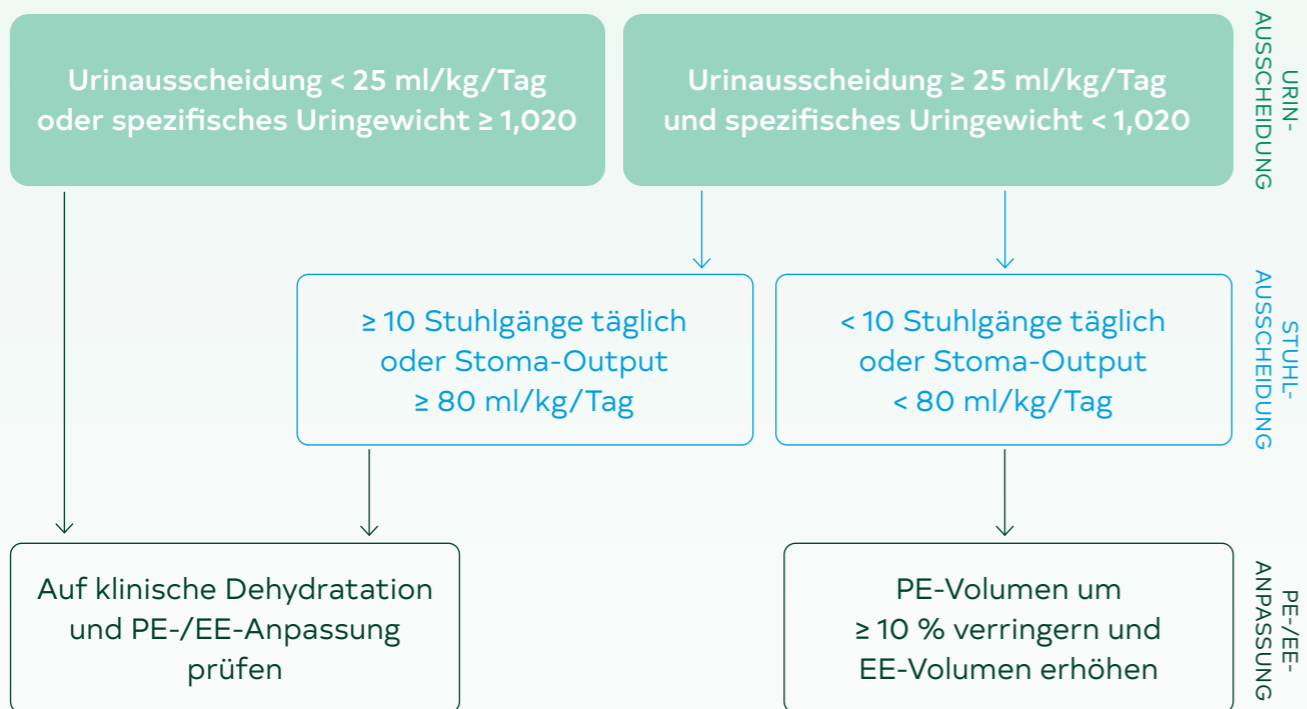 Urinausscheidung < 25 ml/kg/Tag
oder spezifisches Uringewicht ≥ 1,020
Urinausscheidung ≥ 25 ml/kg/Tag
und spezifisches Uringewicht < 1,020
URIN-
AUSSCHEIDUNG
≥ 10 Stuhlgänge täglich
oder Stoma-Output
≥ 80 ml/kg/Tag
< 10 Stuhlgänge täglich
oder Stoma-Output
< 80 ml/kg/Tag
STUHL-
AUSSCHEIDUNG
Auf klinische Dehydratation
und PE-/EE-Anpassung
prüfen
PE-Volumen um
≥ 10 % verringern und
EE-Volumen erhöhen
PE-/EE-
ANPASSUNG